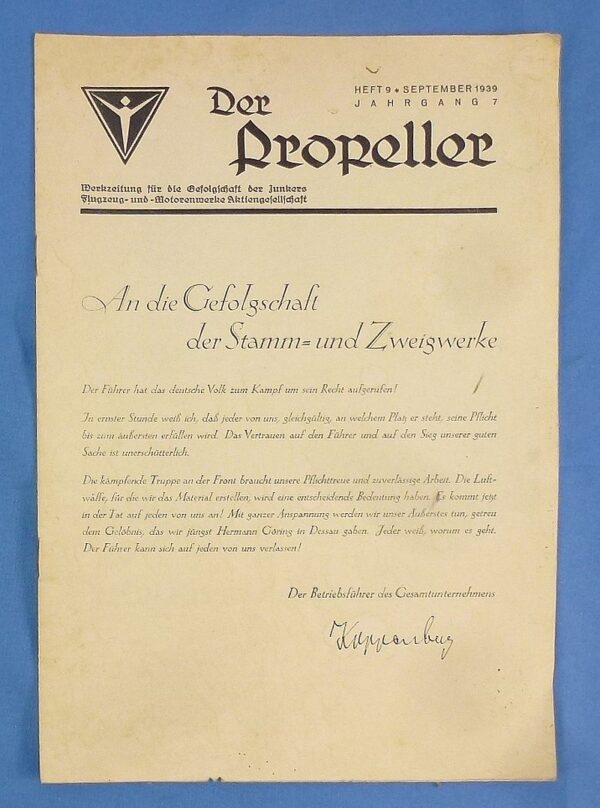 Der
Propeller
HEFT 9 • SEPTEMBER 1939
JAHRGANG 7
Werkzeitung für die Gefolgschaft der Junkers
Flugzeug- und -Motorenwerke Aktiengesellschaft
An die Gefolgschaft
der Stamm- und Zweigwerke
Der Führer hat das deutsche Volk zum Kampf um sein Recht aufgerufen!
In ernster Stunde weiß ich, daß jeder von uns, gleichgültig, an welchem Platz er steht, seine Pflicht
bis zum äußersten erfüllen wird. Das Vertrauen auf den Führer und auf den Sieg unserer guten
Sache ist unerschütterlich.
Die kämpfende Truppe an der Front braucht unsere Pflichttreue und zuverlässige Arbeit. Die Luft-
waffe, für die wir das Material erstellen, wird eine entscheidende Bedeutung haben. Es kommt jetzt
in der Tat auf jeden von uns an! Mit ganzer Anspannung werden wir unser Äußerstes tun, getreu
dem Gelöbnis, das wir jüngst Hermann Göring in Dessau gaben. Jeder weiß, worum es geht.
Der Führer kann sich auf jeden von uns verlassen!
Der Betriebsführer des Gesamtunternehmens
Koppenberg